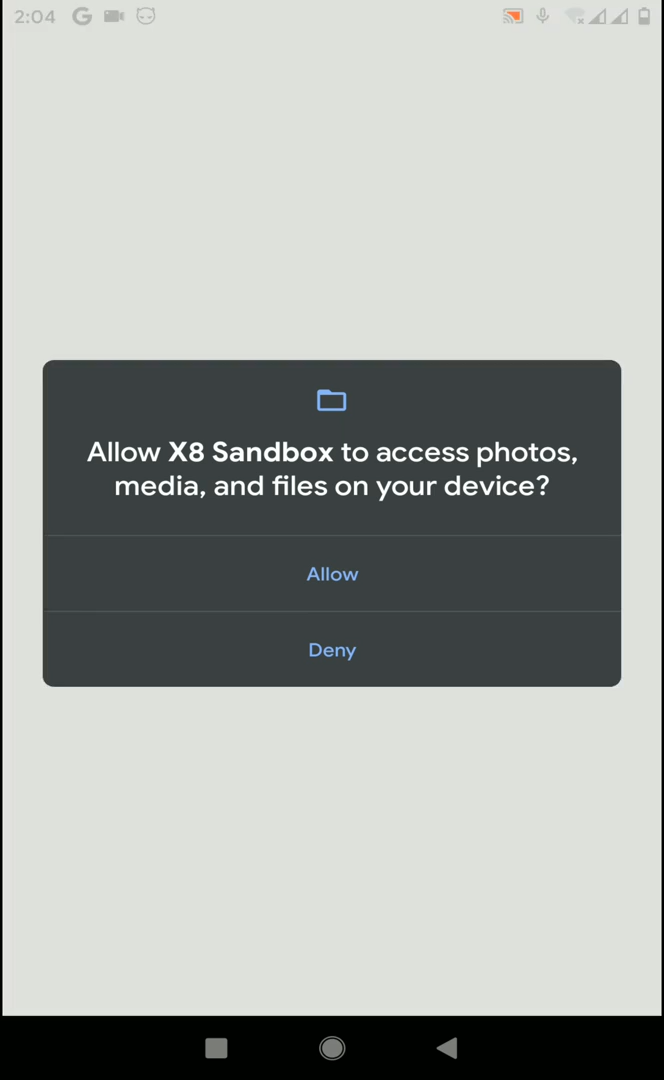 2:04
Allow X8 Sandbox to access photos,
media, and files on your device?
Allow
Deny